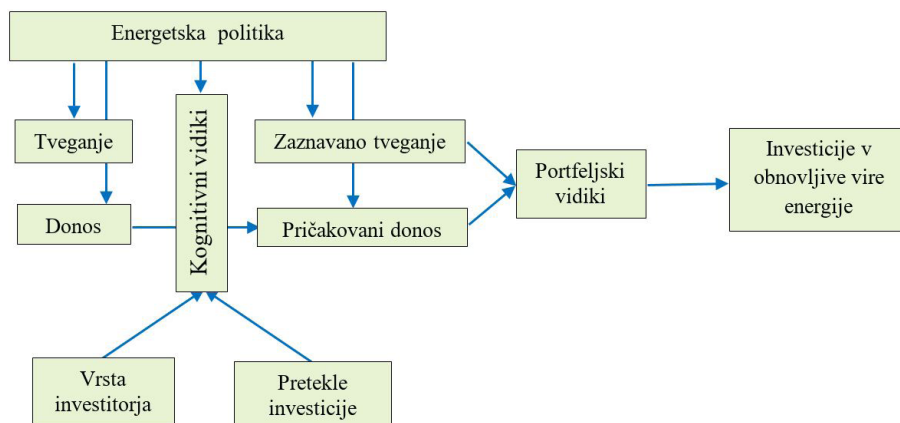 Energetska politika
Tveganje
Kognitivni vidiki
Zaznavano tveganje
Portfeljski
vidiki
Investicije v
obnovljive vire
energije
Donos
Pričakovani donos
Vrsta
investitorja
Pretekle
investicije